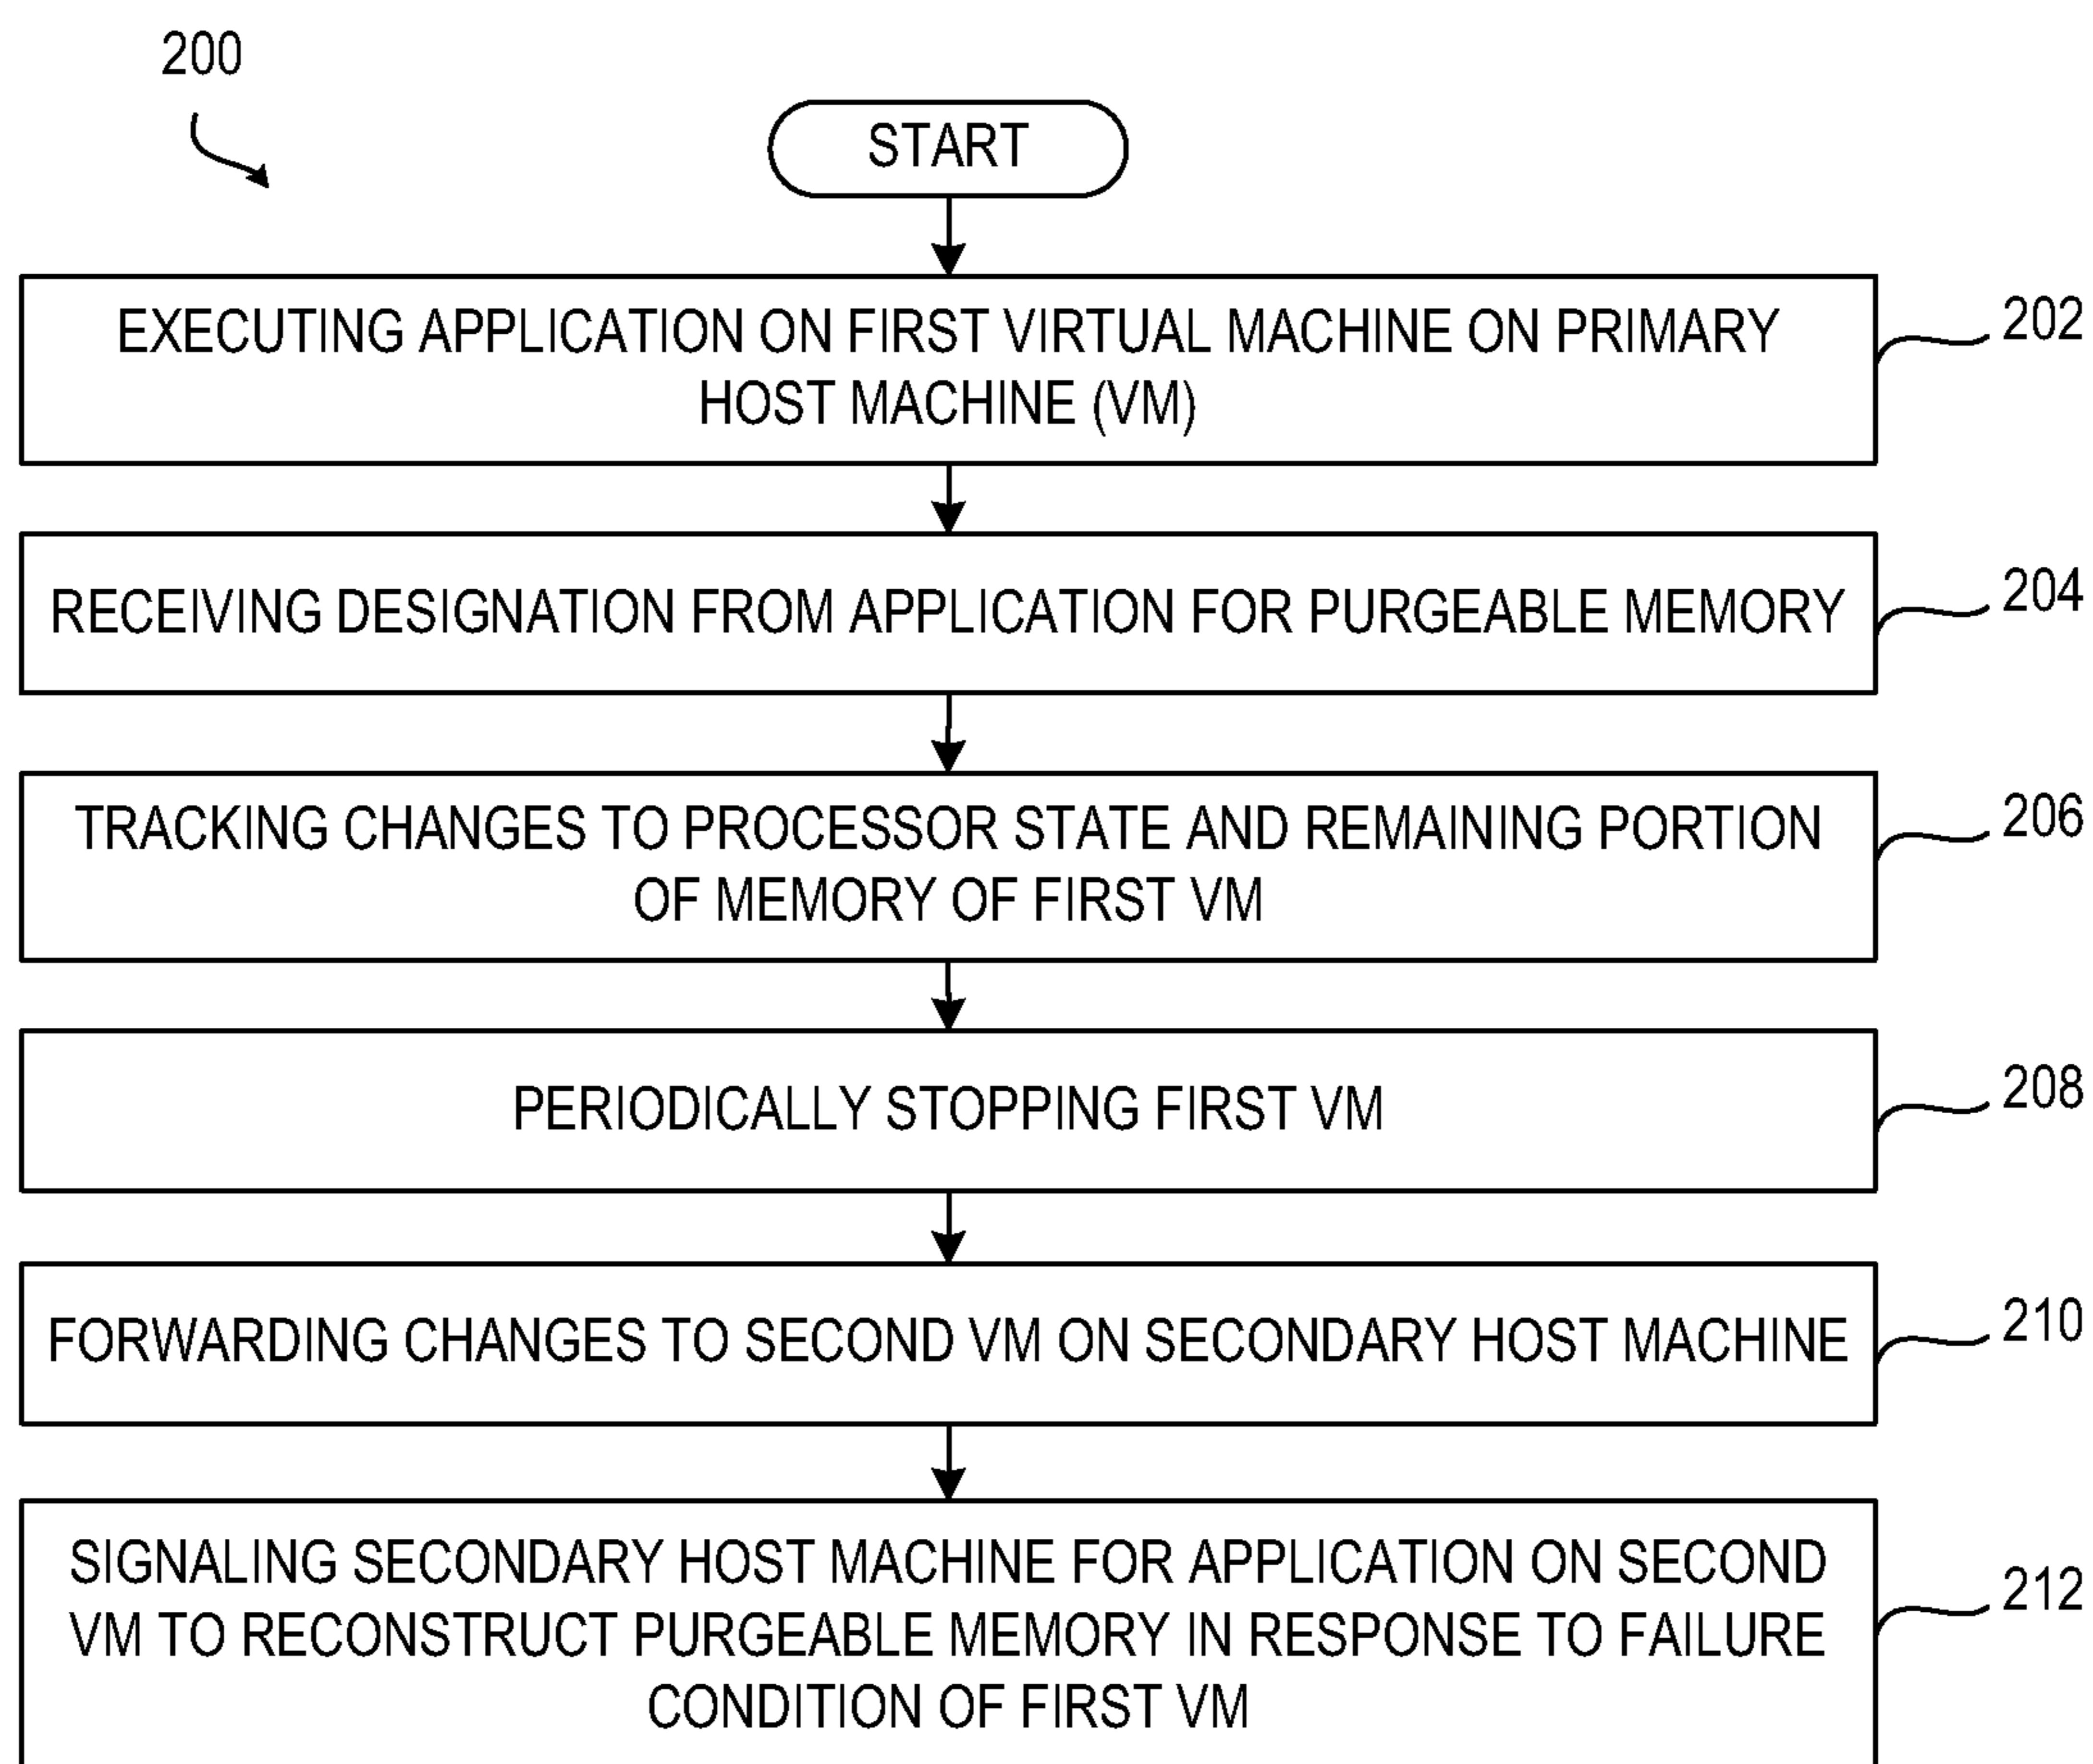 200
START
EXECUTING APPLICATION ON FIRST VIRTUAL MACHINE ON PRIMARY
HOST MACHINE (VM)
202
RECEIVING DESIGNATION FROM APPLICATION FOR PURGEABLE MEMORY
204
TRACKING CHANGES TO PROCESSOR STATE AND REMAINING PORTION
OF MEMORY OF FIRST VM
206
PERIODICALLY STOPPING FIRST VM
208
FORWARDING CHANGES TO SECOND VM ON SECONDARY HOST MACHINE
210
SIGNALING SECONDARY HOST MACHINE FOR APPLICATION ON SECOND
VM TO RECONSTRUCT PURGEABLE MEMORY IN RESPONSE TO FAILURE
CONDITION OF FIRST VM
212